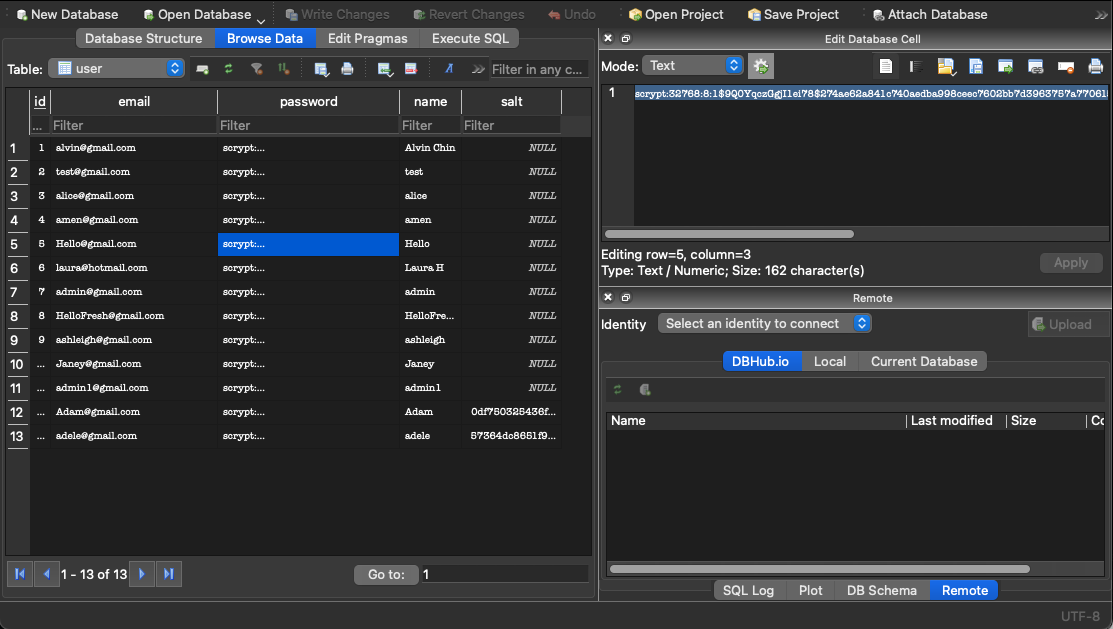 New Database Open Database Write Changes Revert Changes Undo Open Project Save Project Attach Database
Database Structure Browse Data Edit Pragmas Execute SQL
Table: user Filter in any c...
id email password name salt
... Filter Filter Filter Filter
1 1 alvin@gmail.com scrypt:... Alvin Chin NULL
2 2 test@gmail.com scrypt:... test NULL
3 3 alice@gmail.com scrypt:... alice NULL
4 4 amen@gmail.com scrypt:... amen NULL
5 5 Hello@gmail.com scrypt:... Hello NULL
6 6 laura@hotmail.com scrypt:... Laura H NULL
7 7 admin@gmail.com scrypt:... admin NULL
8 8 HelloFresh@gmail.com scrypt:... HelloFre... NULL
9 9 ashleigh@gmail.com scrypt:... ashleigh NULL
10 ... Janey@gmail.com scrypt:... Janey NULL
11 ... admin1@gmail.com scrypt:... admin1 NULL
12 ... Adam@gmail.com scrypt:... Adam 0df750325436f...
13 ... adele@gmail.com scrypt:... adele 57364dc8651f9...
1 - 13 of 13 Go to: 1
Edit Database Cell
Mode: Text
1
Editing row=5, column=3
Type: Text / Numeric; Size: 162 character(s)
Apply
Remote
Identity Select an identity to connect Upload
DBHub.io Local Current Database
Name Last modified Size Co
SQL Log Plot DB Schema Remote
UTF-8